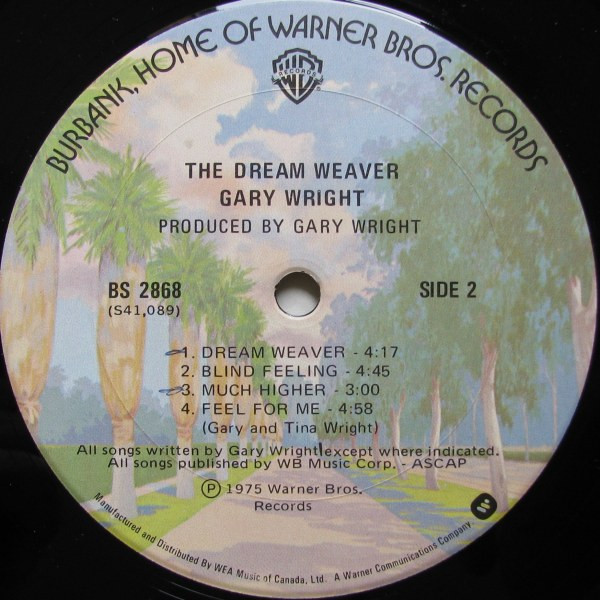 BURBANK, HOME OF WARNER BROS. RECORDS
RECORDS
THE DREAM WEAVER
GARY WRIGHT
PRODUCED BY GARY WRIGHT
BS 2868
(S41,089)
SIDE 2
1. DREAM WEAVER - 4:17
2. BLIND FEELING - 4:45
3. MUCH HIGHER - 3:00
4. FEEL FOR ME - 4:58
(Gary and Tina Wright)
All songs written by Gary Wright except where indicated.
All songs published by WB Music Corp. - ASCAP
Ⓟ 1975 Warner Bros.
Records
Manufactured and Distributed By WEA Music of Canada, Ltd. A Warner Communications Company